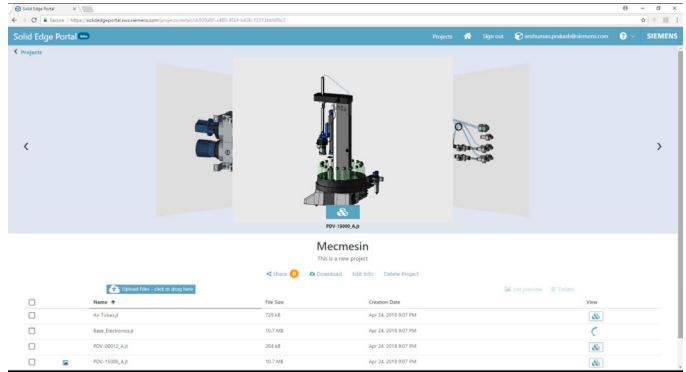 Solid Edge Portal
Secure
Solid Edge Portal Beta Projects Sign out SIEMENS
Projects
PDV-15000_A.jt
Mecmesin
This is a new project
Share 0 Download Edit Info Delete Project
Upload Files - click or drag here Set preview Delete
Name File Size Creation Date View
Air Tubes.jt 729 kB Apr 24, 2018 9:07 PM
Base_Electronics.jt 10.7 MB Apr 24, 2018 9:07 PM
PDV-00012_A.jt 204 kB Apr 24, 2018 9:07 PM
PDV-15000_A.jt 10.7 MB Apr 24, 2018 9:07 PM